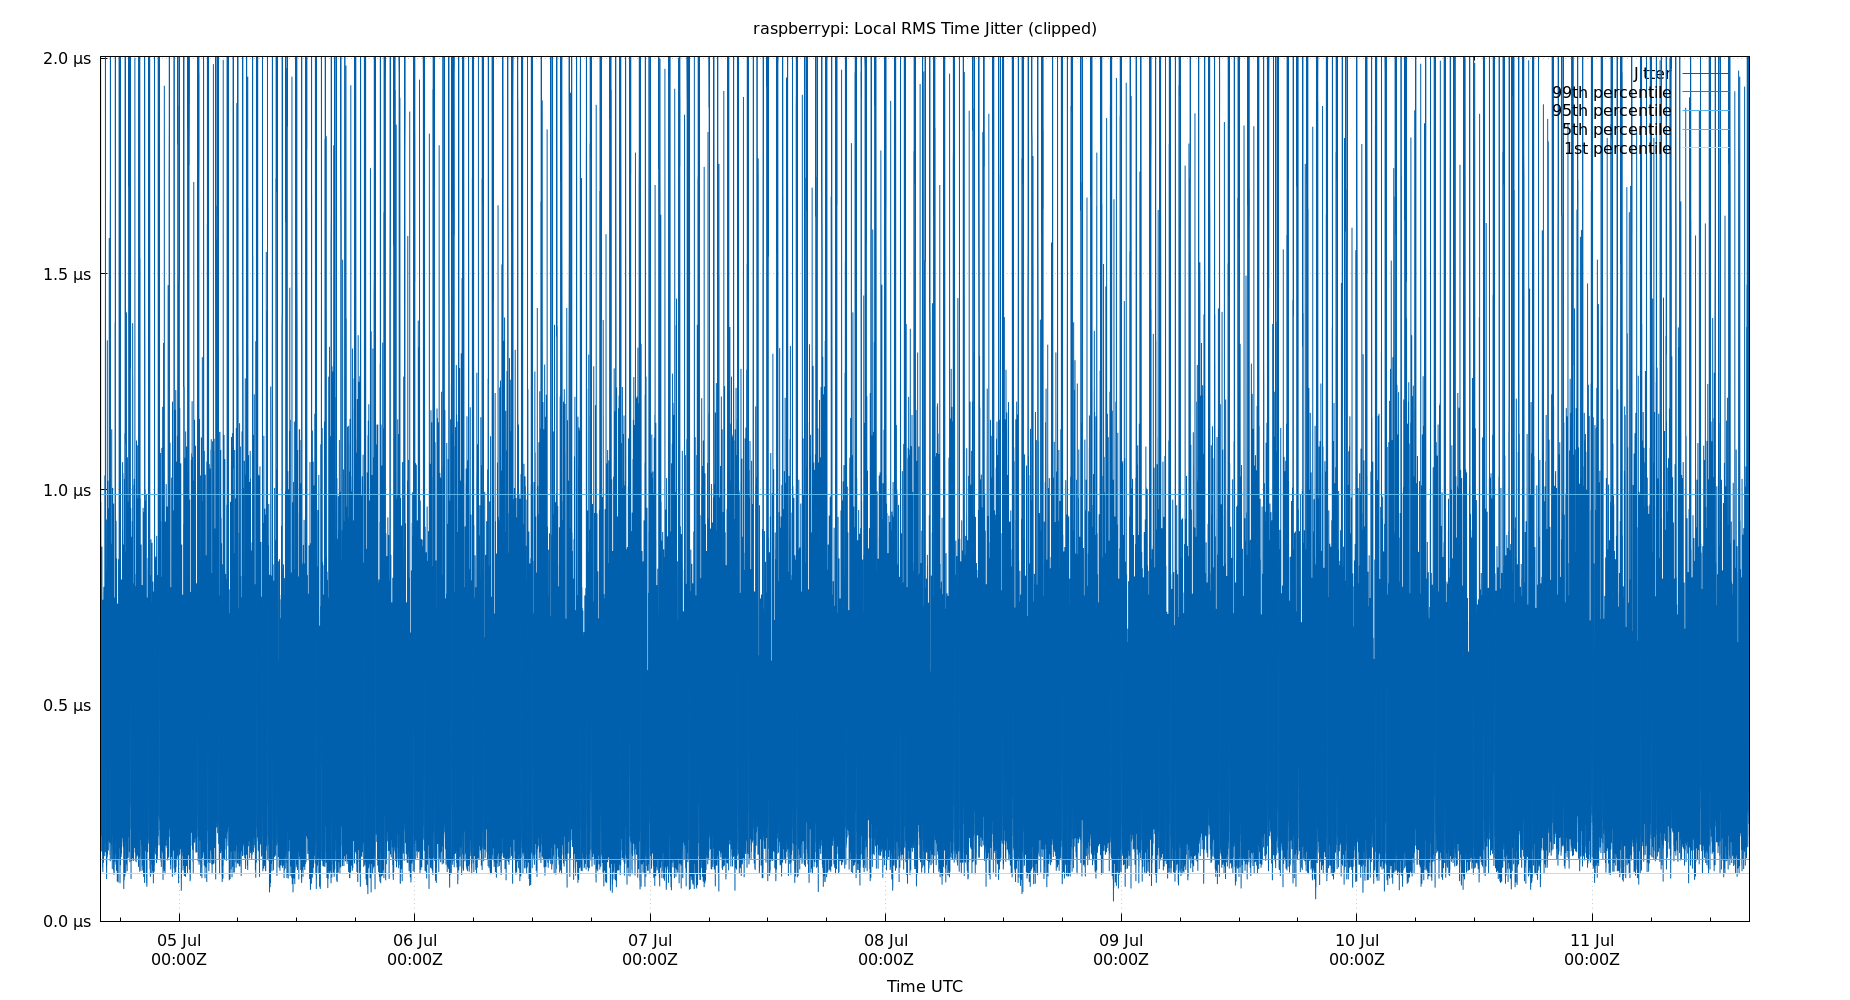 raspberrypi: Local RMS Time Jitter (clipped)
2.0 µs
Jitter
99th percentile
95th percentile
5th percentile
1st percentile
1.5 µs
1.0 µs
0.5 µs
0.0 µs
05 Jul 06 Jul 07 Jul 08 Jul 09 Jul 10 Jul 11 Jul
00:00Z 00:00Z 00:00Z 00:00Z 00:00Z 00:00Z 00:00Z
Time UTC